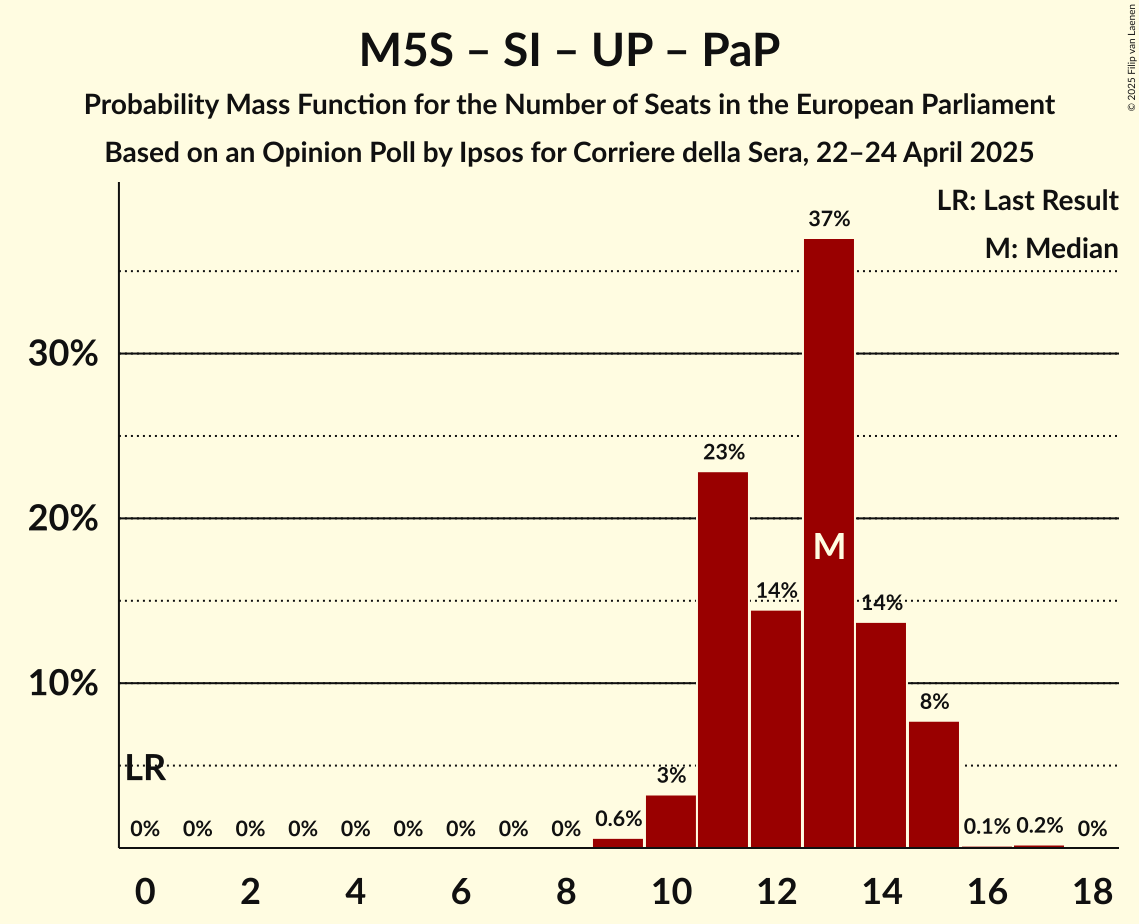 M5S – SI – UP – PaP
Probability Mass Function for the Number of Seats in the European Parliament
Based on an Opinion Poll by Ipsos for Corriere della Sera, 22–24 April 2025
© 2025 Filip van Laenen
LR: Last Result
M: Median
37%
30%
23%
20%
M
14%
14%
10%
8%
LR
3%
0% 0% 0% 0% 0% 0% 0% 0% 0% 0.6% 0.1% 0.2% 0%
0 2 4 6 8 10 12 14 16 18